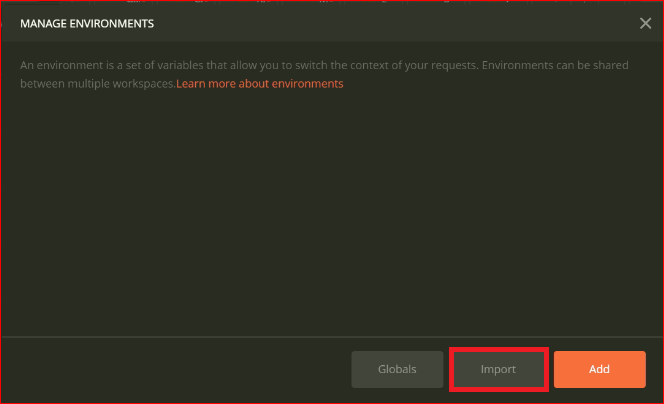 MANAGE ENVIRONMENTS
An environment is a set of variables that allow you to switch the context of your requests. Environments can be shared
between multiple workspaces.Learn more about environments
Globals Import Add